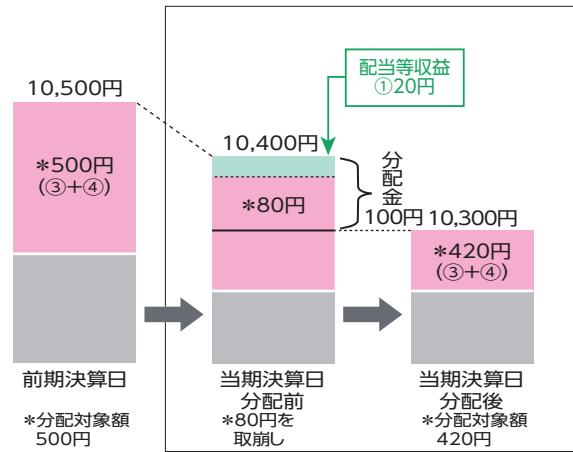 配当等収益
①20円
10,500円
10,400円
*500円
(③+④)
*80円
分配金
100円
10,300円
*420円
(③+④)
前期決算日
当期決算日
分配前
当期決算日
分配後
*分配対象額
500円
*80円を
取崩し
*分配対象額
420円